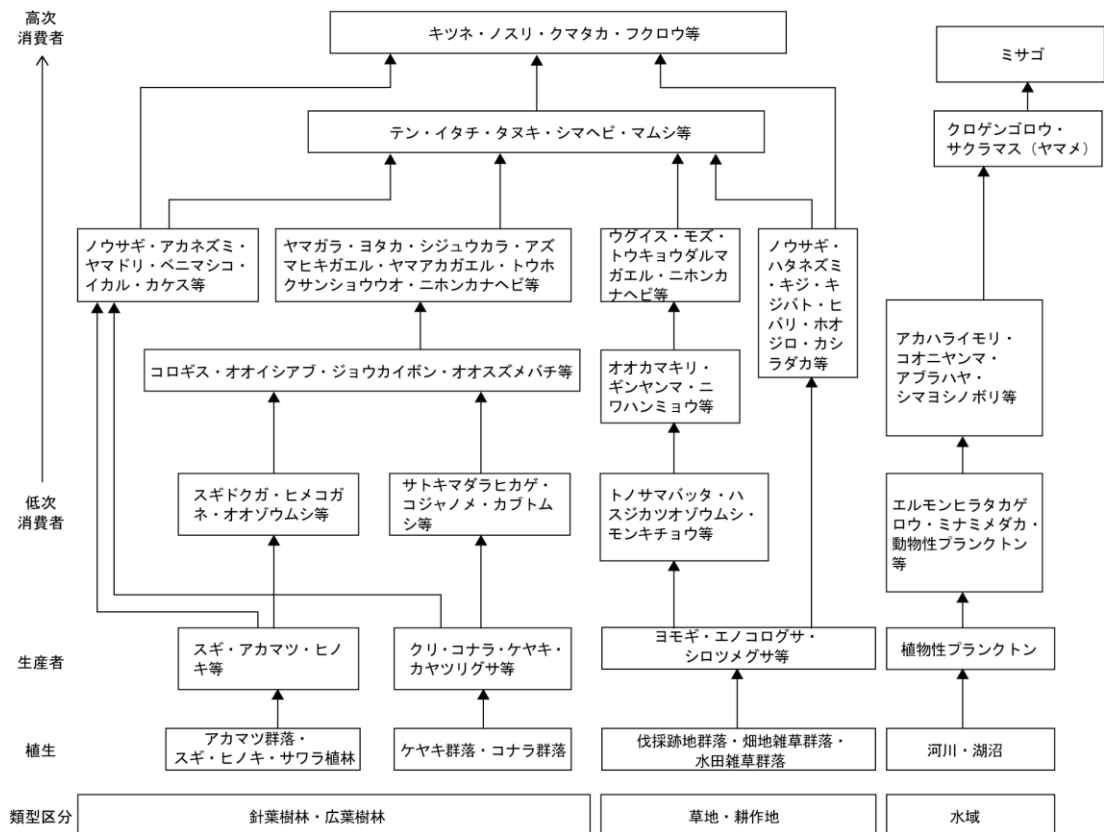 高次
消費者
キツネ・ノスリ・クマタカ・フクロウ等
ミサゴ
テン・イタチ・タヌキ・シマヘビ・マムシ等
クロゲンゴロウ・
サクラマス（ヤマメ）
ノウサギ・アカネズミ・
ヤマドリ・ベニマシコ・
イカル・カケス等
ヤマガラ・ヨタカ・シジュウカラ・アズ
マヒキガエル・ヤマアカガエル・トウホ
クサンショウウオ・ニホンカナヘビ等
ウグイス・モズ・
トウキョウダルマ
ガエル・ニホンカ
ナヘビ等
ノウサギ・
ハタネズミ
・キジ・キ
ジバト・ヒ
バリ・ホオ
ジロ・カシ
ラダカ等
アカハライモリ・
コオニヤンマ・
アブラハヤ・
シマヨシノボリ等
コロギス・オオイシアブ・ジョウカイボン・オオスズメバチ等
オオカマキリ・
ギンヤンマ・ニ
ワハンミョウ等
低次
消費者
スギドクガ・ヒメコガ
ネ・オオゾウムシ等
サトキマダラヒカゲ・
コジャノメ・カブトム
シ等
トノサマバッタ・ハ
スジカツオゾウムシ・
モンキチョウ等
エルモンヒラタカゲ
ロウ・ミナミメダカ・
動物性プランクトン
等
生産者
スギ・アカマツ・ヒノ
キ等
クリ・コナラ・ケヤキ・
カヤツリグサ等
ヨモギ・エノコログサ・
シロツメグサ等
植物性プランクトン
植生
アカマツ群落・
スギ・ヒノキ・サワラ植林
ケヤキ群落・コナラ群落
伐採跡地群落・畑地雑草群落・
水田雑草群落
河川・湖沼
類型区分
針葉樹林・広葉樹林
草地・耕作地
水域